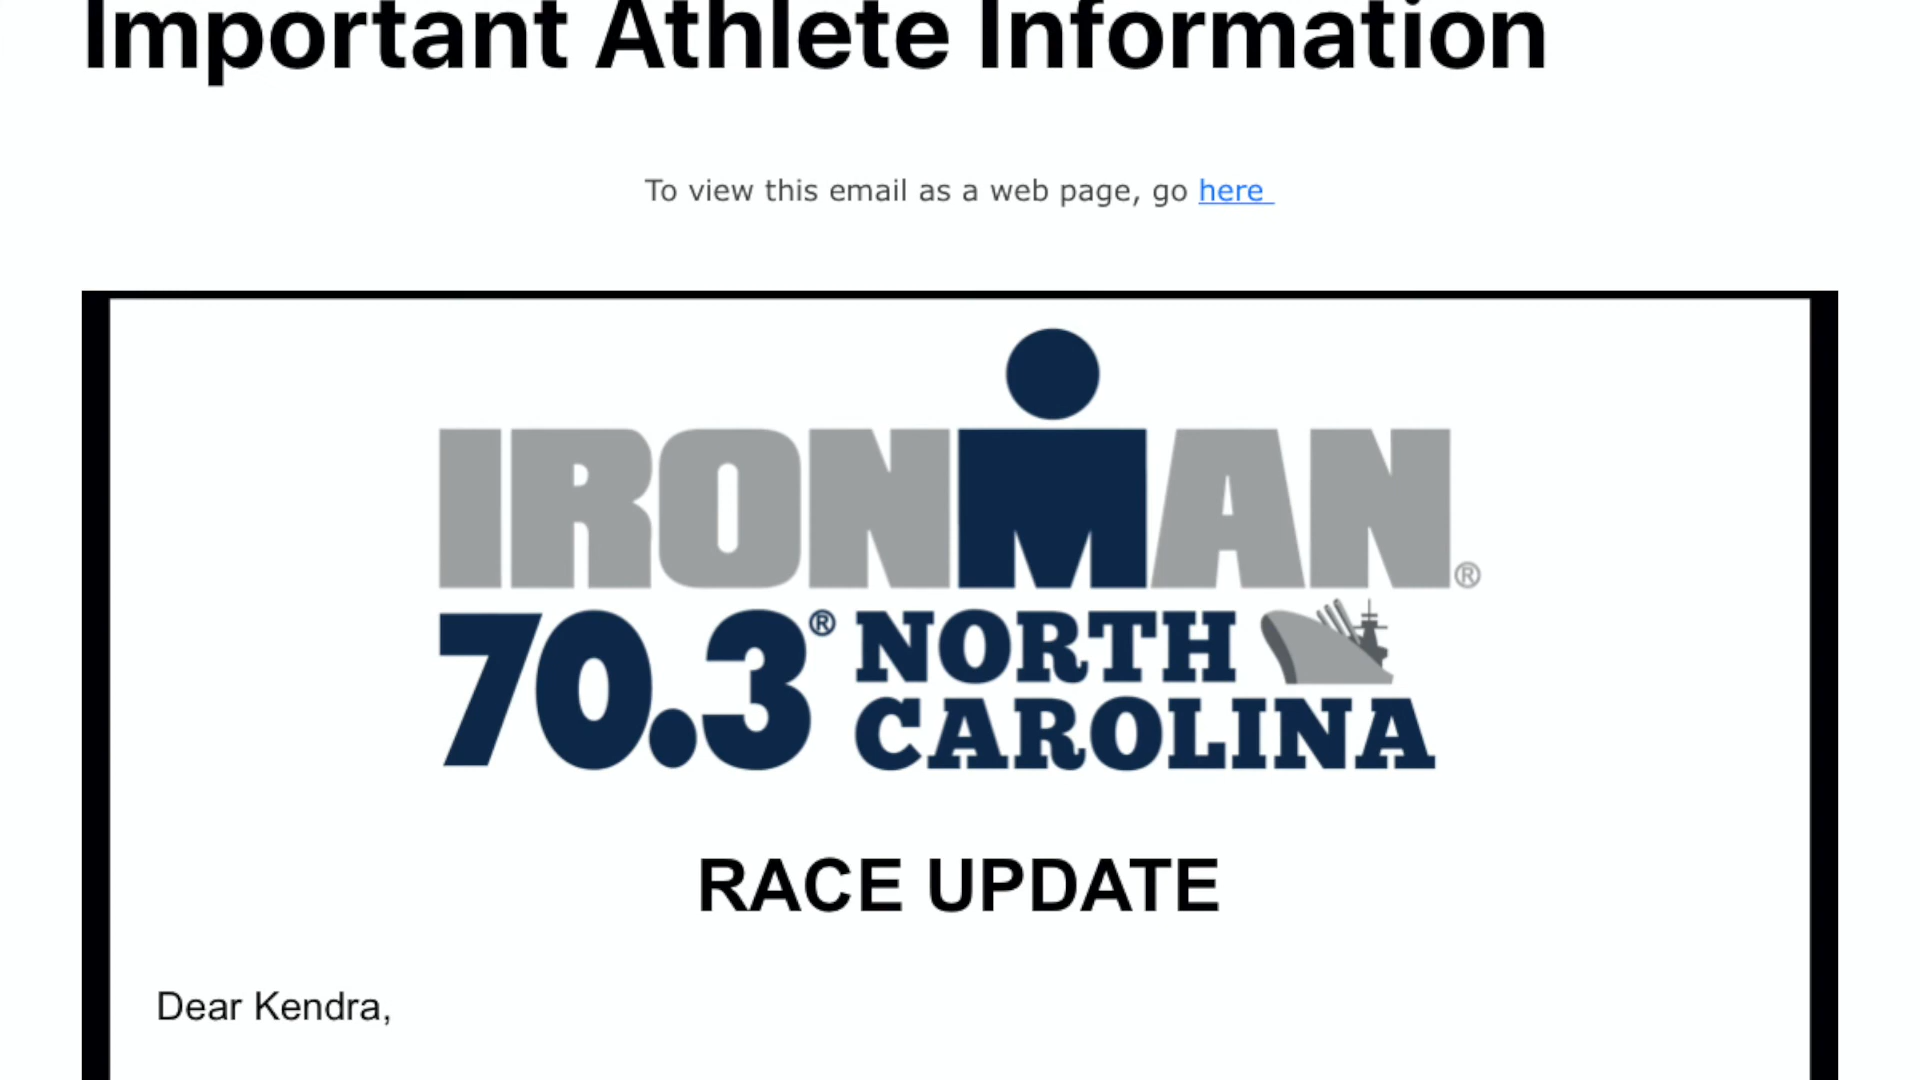 Important Athlete Information
To view this email as a web page, go here
IRONMAN®
70.3® NORTH
CAROLINA
RACE UPDATE
Dear Kendra,